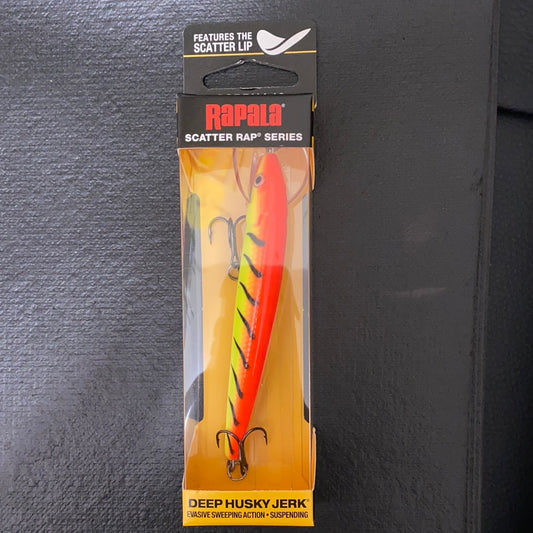 FEATURES THE
SCATTER LIP
RAPALA®
SCATTER RAP® SERIES
DEEP HUSKY JERK®
EVASIVE SWEEPING ACTION • SUSPENDING